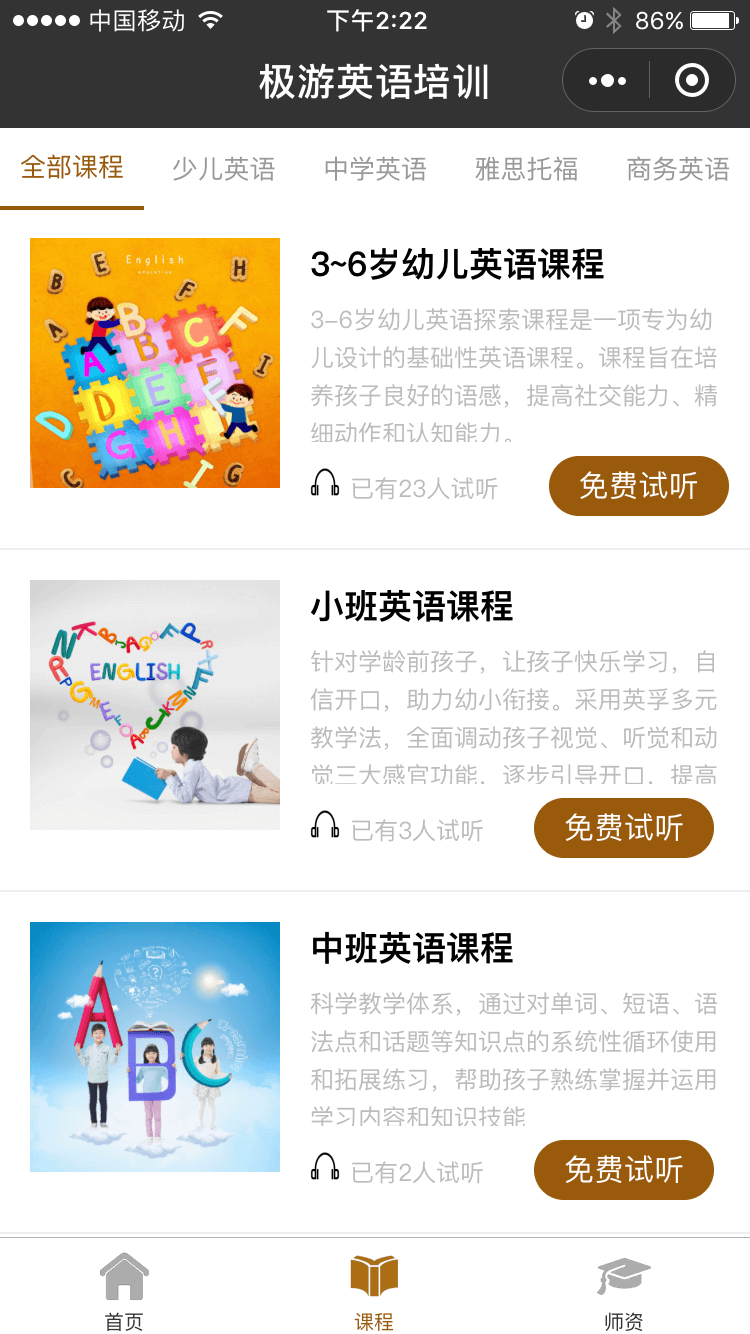 中国移动 下午2:22 86%
极游英语培训
全部课程 少儿英语 中学英语 雅思托福 商务英语
English
education
3~6岁幼儿英语课程
3-6岁幼儿英语探索课程是一项专为幼
儿设计的基础性英语课程。课程旨在培
养孩子良好的语感，提高社交能力、精
细动作和认知能力。
已有23人试听 免费试听
B E F H
A B
A B C F
D E F I
D G H
C I G
小班英语课程
针对学龄前孩子，让孩子快乐学习，自
信开口，助力幼小衔接。采用英孚多元
教学法，全面调动孩子视觉、听觉和动
觉三大感官功能，逐步引导开口，提高
已有3人试听 免费试听
ENGLISH
中班英语课程
科学教学体系，通过对单词、短语、语
法点和话题等知识点的系统性循环使用
和拓展练习，帮助孩子熟练掌握并运用
学习内容和知识技能
已有2人试听 免费试听
A B C
首页 课程 师资